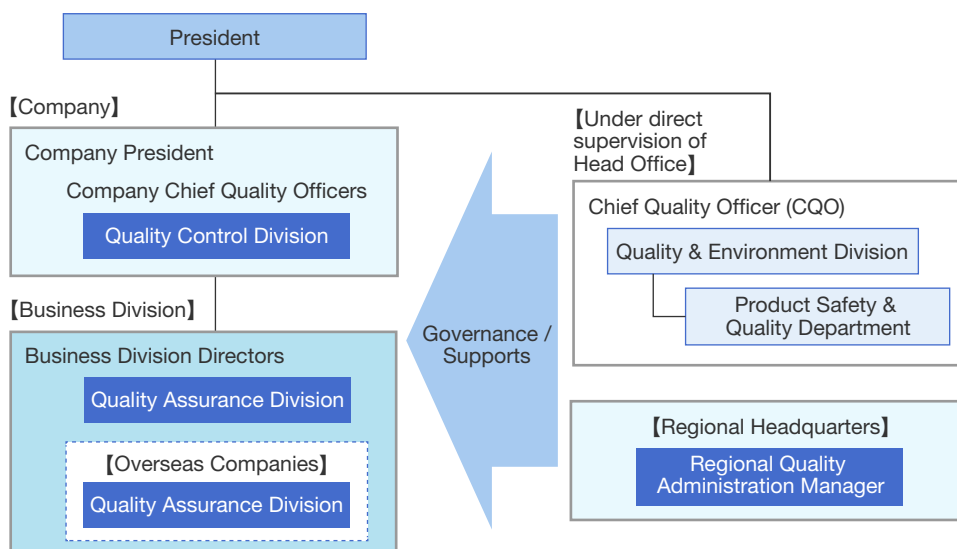 President
【Company】
Company President
Company Chief Quality Officers
Quality Control Division
【Business Division】
Business Division Directors
Quality Assurance Division
【Overseas Companies】
Quality Assurance Division
Governance /
Supports
【Under direct
supervision of
Head Office】
Chief Quality Officer (CQO)
Quality & Environment Division
Product Safety &
Quality Department
【Regional Headquarters】
Regional Quality
Administration Manager